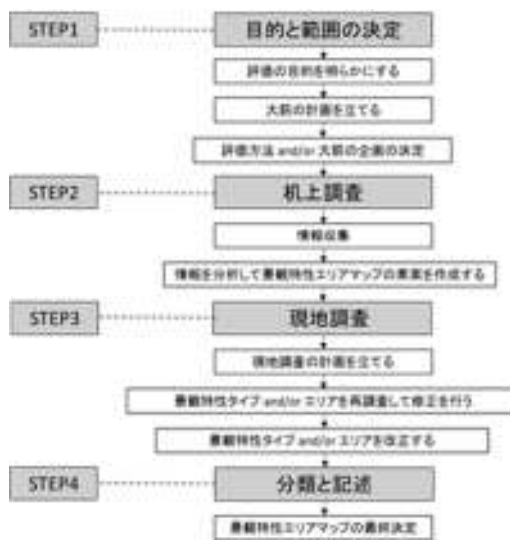 STEP1
目的と範囲の決定
評価の目的を明らかにする
大前の計画を立てる
評価方法 and/or 大前の企画の決定
STEP2
机上調査
情報収集
情報を分析して景観特性エリアマップの素案を作成する
STEP3
現地調査
現地調査の計画を立てる
景観特性タイプ and/or エリアを再調査して修正を行う
景観特性タイプ and/or エリアを改正する
STEP4
分類と記述
景観特性エリアマップの最終決定